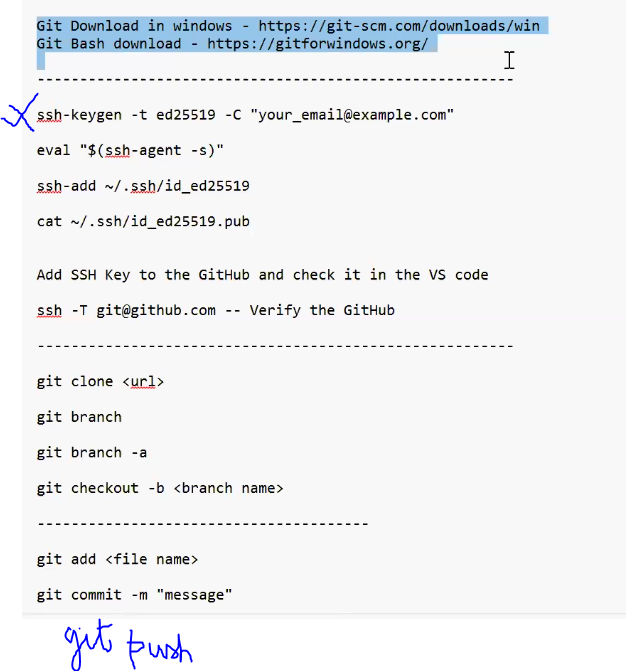 Git Download in windows - https://git-scm.com/downloads/win
Git Bash download - https://gitforwindows.org/
--------------------------------------------------------
ssh-keygen -t ed25519 -C "your_email@example.com"
eval "$(ssh-agent -s)"
ssh-add ~/.ssh/id_ed25519
cat ~/.ssh/id_ed25519.pub
Add SSH Key to the GitHub and check it in the VS code
ssh -T git@github.com -- Verify the GitHub
--------------------------------------------------------
git clone <url>
git branch
git branch -a
git checkout -b <branch name>
---------------------------------------
git add <file name>
git commit -m "message"
git push